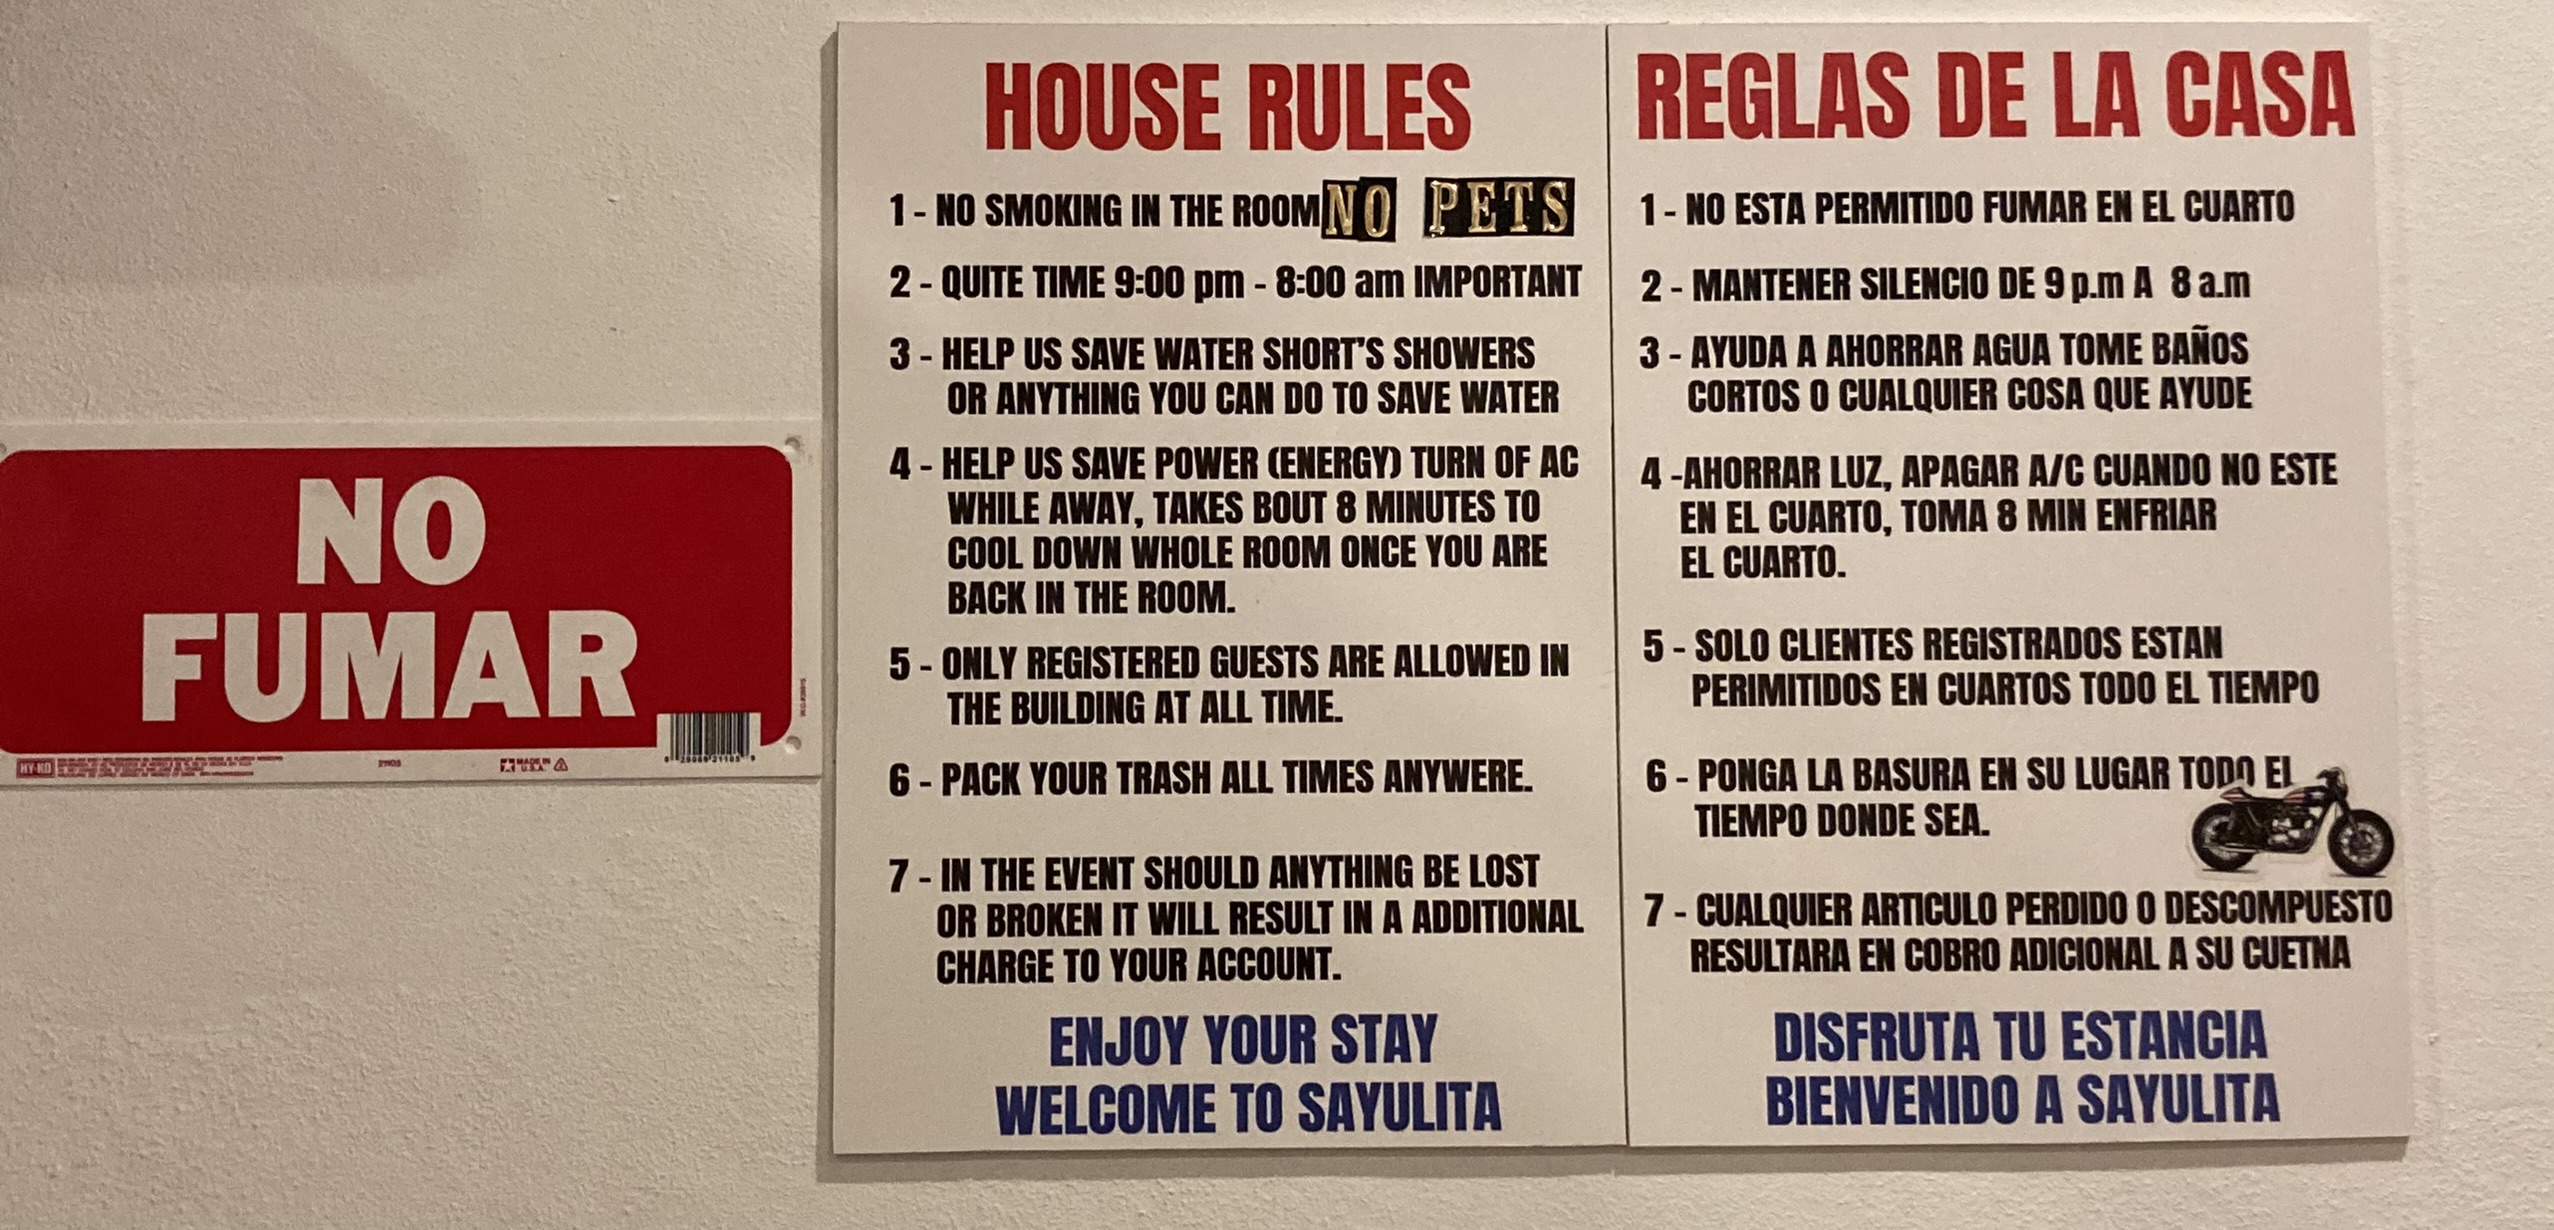 NO
FUMAR
HY-KO
MADE IN
U.S.A.
HOUSE RULES
1 - NO SMOKING IN THE ROOM NO PETS
2 - QUITE TIME 9:00 pm - 8:00 am IMPORTANT
3 - HELP US SAVE WATER SHORT'S SHOWERS
OR ANYTHING YOU CAN DO TO SAVE WATER
4 - HELP US SAVE POWER (ENERGY) TURN OF AC
WHILE AWAY, TAKES BOUT 8 MINUTES TO
COOL DOWN WHOLE ROOM ONCE YOU ARE
BACK IN THE ROOM.
5 - ONLY REGISTERED GUESTS ARE ALLOWED IN
THE BUILDING AT ALL TIME.
6 - PACK YOUR TRASH ALL TIMES ANYWERE.
7 - IN THE EVENT SHOULD ANYTHING BE LOST
OR BROKEN IT WILL RESULT IN A ADDITIONAL
CHARGE TO YOUR ACCOUNT.
ENJOY YOUR STAY
WELCOME TO SAYULITA
REGLAS DE LA CASA
1 - NO ESTA PERMITIDO FUMAR EN EL CUARTO
2 - MANTENER SILENCIO DE 9 p.m A 8 a.m
3 - AYUDA A AHORRAR AGUA TOME BAÑOS
CORTOS O CUALQUIER COSA QUE AYUDE
4 -AHORRAR LUZ, APAGAR A/C CUANDO NO ESTE
EN EL CUARTO, TOMA 8 MIN ENFRIAR
EL CUARTO.
5 - SOLO CLIENTES REGISTRADOS ESTAN
PERIMITIDOS EN CUARTOS TODO EL TIEMPO
6 - PONGA LA BASURA EN SU LUGAR TODO EL
TIEMPO DONDE SEA.
7 - CUALQUIER ARTICULO PERDIDO O DESCOMPUESTO
RESULTARA EN COBRO ADICIONAL A SU CUETNA
DISFRUTA TU ESTANCIA
BIENVENIDO A SAYULITA